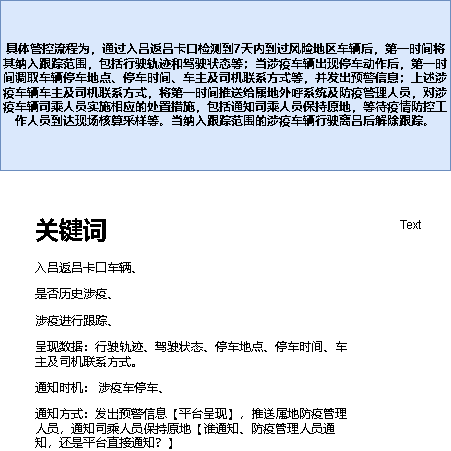 具体管控流程为，通过入吕返吕卡口检测到7天内到过风险地区车辆后，第一时间将
其纳入跟踪范围，包括行驶轨迹和驾驶状态等；当涉疫车辆出现停车动作后，第一时
间调取车辆停车地点、停车时间、车主及司机联系方式等，并发出预警信息；上述涉
疫车辆车主及司机联系方式，将第一时间推送给属地外呼系统及防疫管理人员，对涉
疫车辆司乘人员实施相应的处置措施，包括通知司乘人员保持原地，等待疫情防控工
作人员到达现场核算采样等。当纳入跟踪范围的涉疫车辆行驶离吕后解除跟踪。
关键词
Text
入吕返吕卡口车辆、
是否历史涉疫、
涉疫进行跟踪、
呈现数据：行驶轨迹、驾驶状态、停车地点、停车时间、车
主及司机联系方式。
通知时机： 涉疫车停车、
通知方式：发出预警信息【平台呈现】，推送属地防疫管理
人员，通知司乘人员保持原地【谁通知、防疫管理人员通
知，还是平台直接通知？】